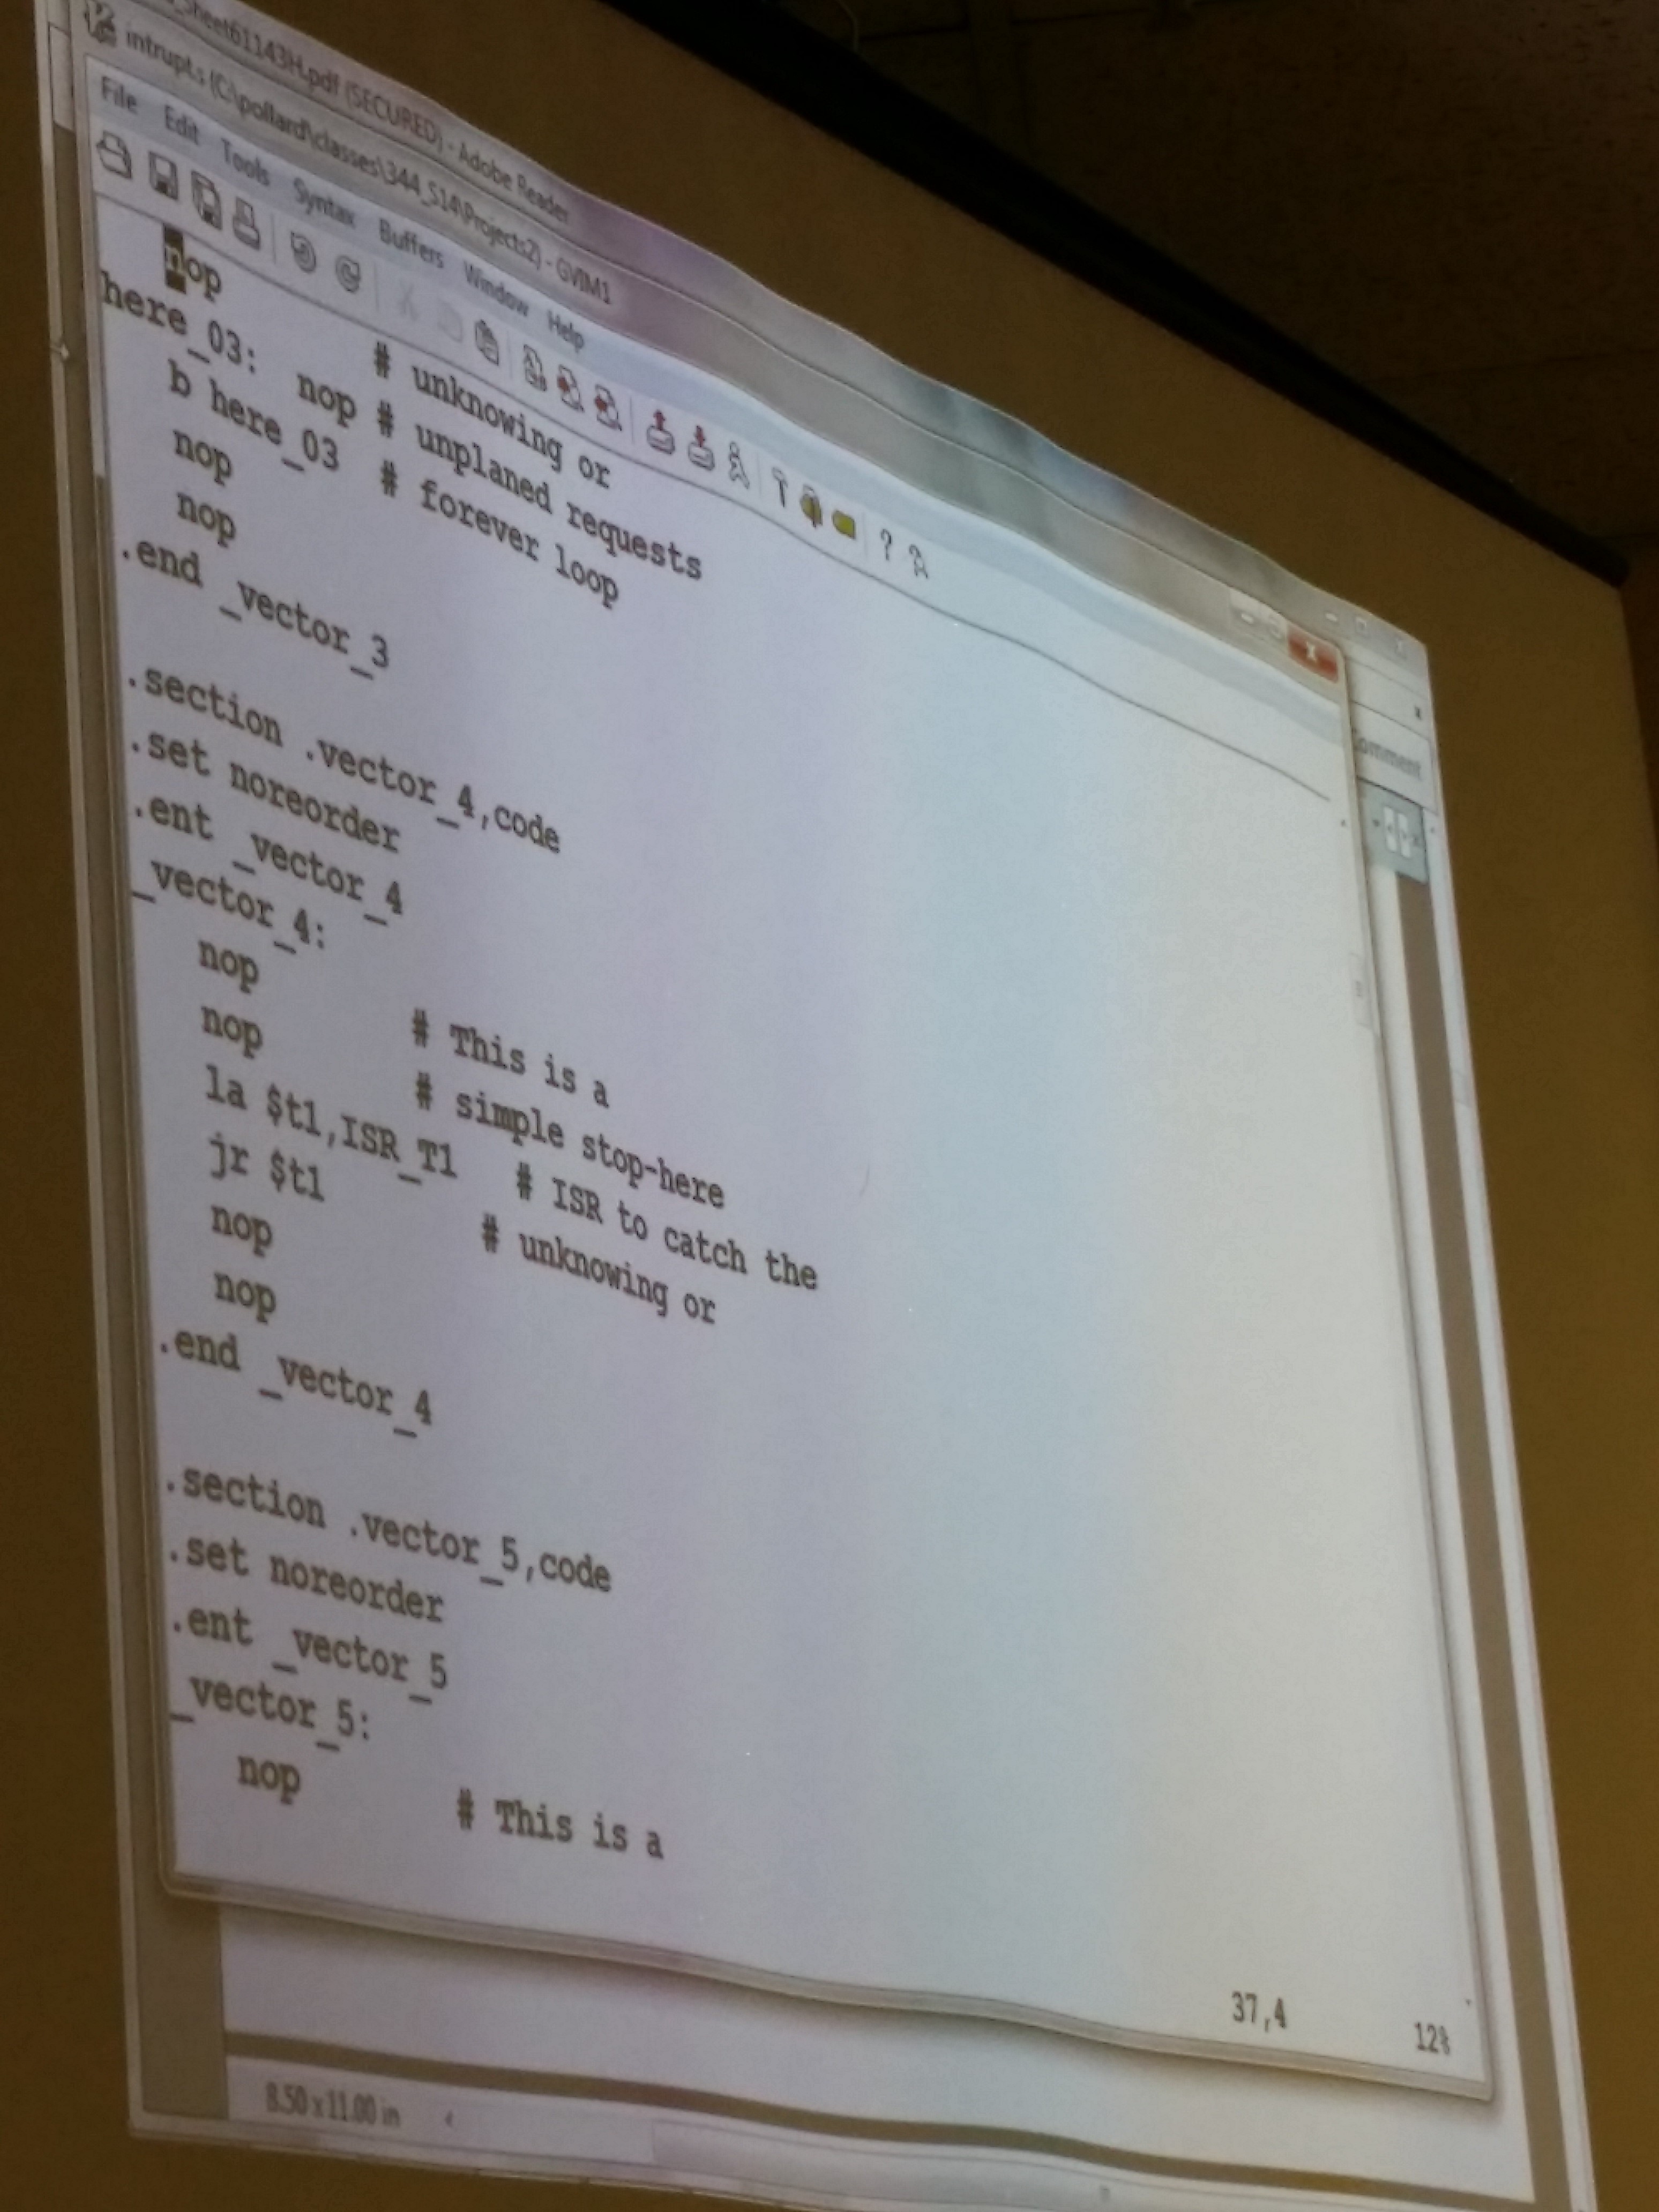 _Sheet61143H.pdf (SECURED) - Adobe Reader
intrupt.s (C:\pollard\classes\344_S14\Projects2) - GVIM1
File Edit Tools Syntax Buffers Window Help
nop # unknowing or
here_03: nop # unplaned requests
b here_03 # forever loop
nop
nop
.end _vector_3
.section .vector_4,code
.set noreorder
.ent _vector_4
_vector_4:
nop # This is a
nop # simple stop-here
la $t1,ISR_T1 # ISR to catch the
jr $t1 # unknowing or
nop
nop
.end _vector_4
.section .vector_5,code
.set noreorder
.ent _vector_5
_vector_5:
nop # This is a
37,4 12%
Comment
8.50 x 11.00 in